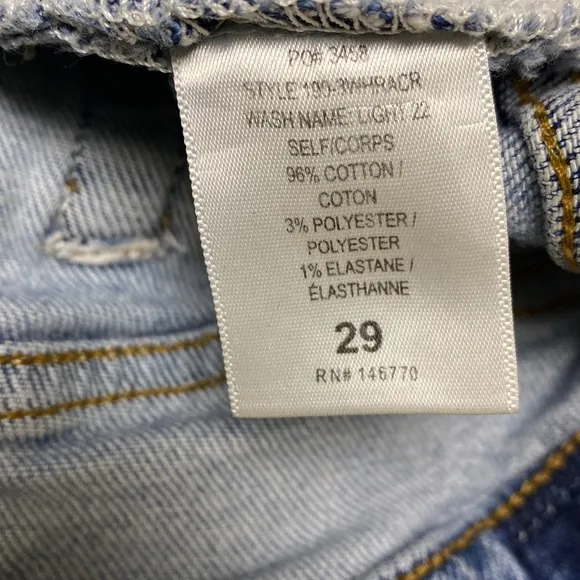 PO# 3458
STYLE 190-3WHRACR
WASH NAME: LIGHT 22
SELF/CORPS
96% COTTON /
COTON
3% POLYESTER /
POLYESTER
1% ELASTANE /
ÉLASTHANNE
29
RN# 146770